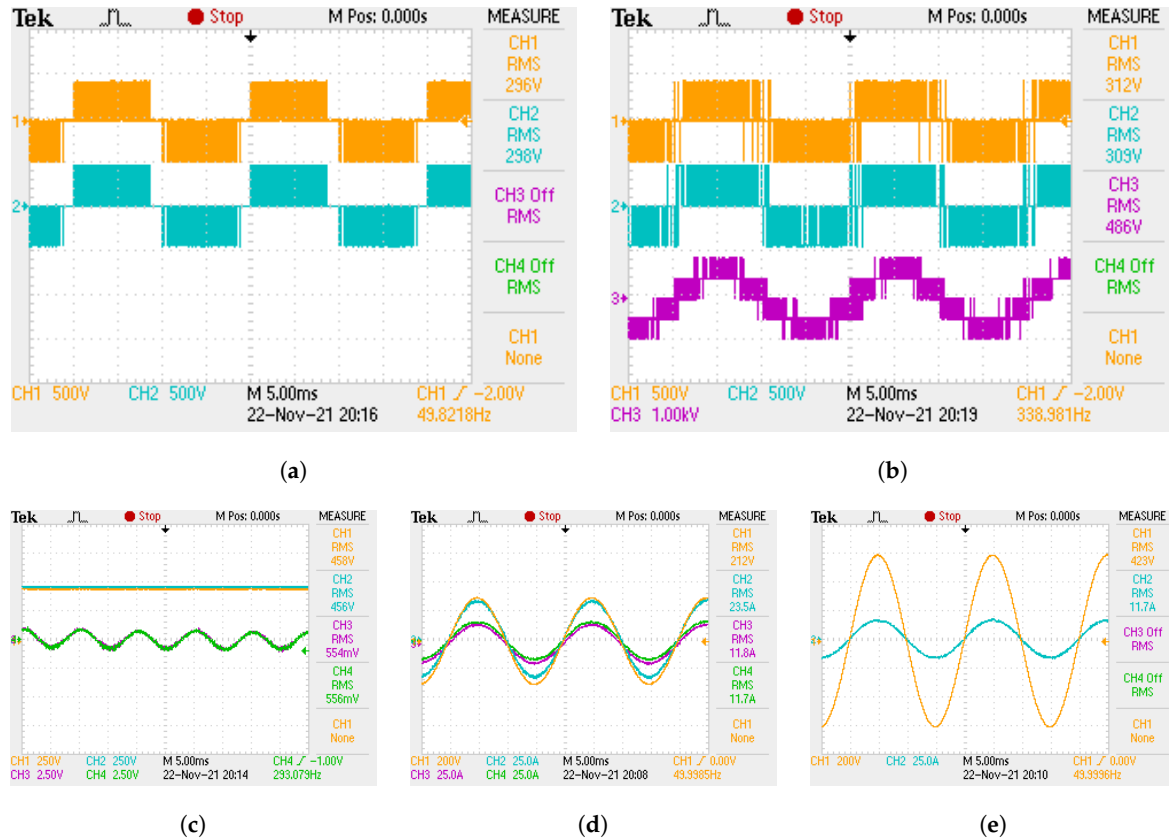 Tek Stop M Pos: 0.000s MEASURE
CH1
RMS
296V
CH2
RMS
298V
CH3 Off
RMS
CH4 Off
RMS
CH1
None
1
2
CH1 500V CH2 500V M 5.00ms CH1 -2.00V
22-Nov-21 20:16 49.8218Hz
(a)
Tek Stop M Pos: 0.000s MEASURE
CH1
RMS
312V
CH2
RMS
309V
CH3
RMS
486V
CH4 Off
RMS
CH1
None
1
2
3
CH1 500V CH2 500V M 5.00ms CH1 -2.00V
CH3 1.00kV 22-Nov-21 20:19 338.981Hz
(b)
Tek Stop M Pos: 0.000s MEASURE
CH1
RMS
458V
CH2
RMS
456V
CH3
RMS
554mV
CH4
RMS
556mV
CH1
None
CH1 250V CH2 250V M 5.00ms CH4 -1.00V
CH3 2.50V CH4 2.50V 22-Nov-21 20:14 293.079Hz
(c)
Tek Stop M Pos: 0.000s MEASURE
CH1
RMS
212V
CH2
RMS
23.5A
CH3
RMS
11.8A
CH4
RMS
11.7A
CH1
None
CH1 200V CH2 25.0A M 5.00ms CH1 0.00V
CH3 25.0A CH4 25.0A 22-Nov-21 20:08 49.9985Hz
(d)
Tek Stop M Pos: 0.000s MEASURE
CH1
RMS
423V
CH2
RMS
11.7A
CH3 Off
RMS
CH4 Off
RMS
CH1
None
2
CH1 200V CH2 25.0A M 5.00ms CH1 0.00V
22-Nov-21 20:10 49.9996Hz
(e)